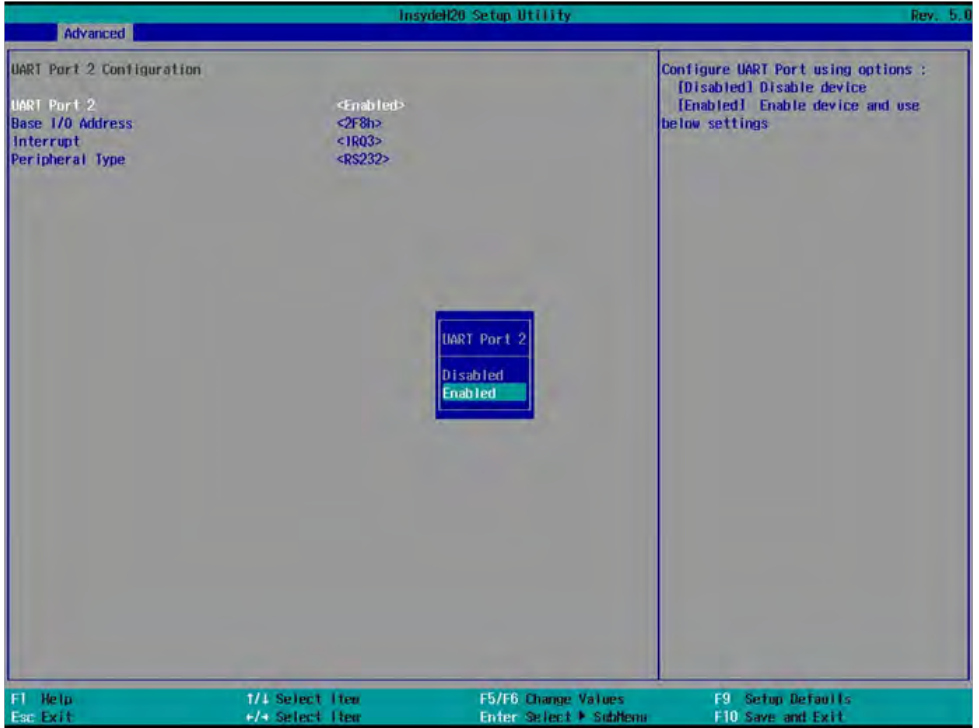 InsydeH20 Setup Utility Rev. 5.0
Advanced
UART Port 2 Configuration
UART Port 2 <Enabled>
Base I/O Address <2F8h>
Interrupt <IRQ3>
Peripheral Type <RS232>
Configure UART Port using options :
[Disabled] Disable device
[Enabled] Enable device and use
below settings
UART Port 2
Disabled
Enabled
F1 Help ↑/↓ Select Item F5/F6 Change Values F9 Setup Defaults
Esc Exit ←/→ Select Item Enter Select ▶ SubMenu F10 Save and Exit